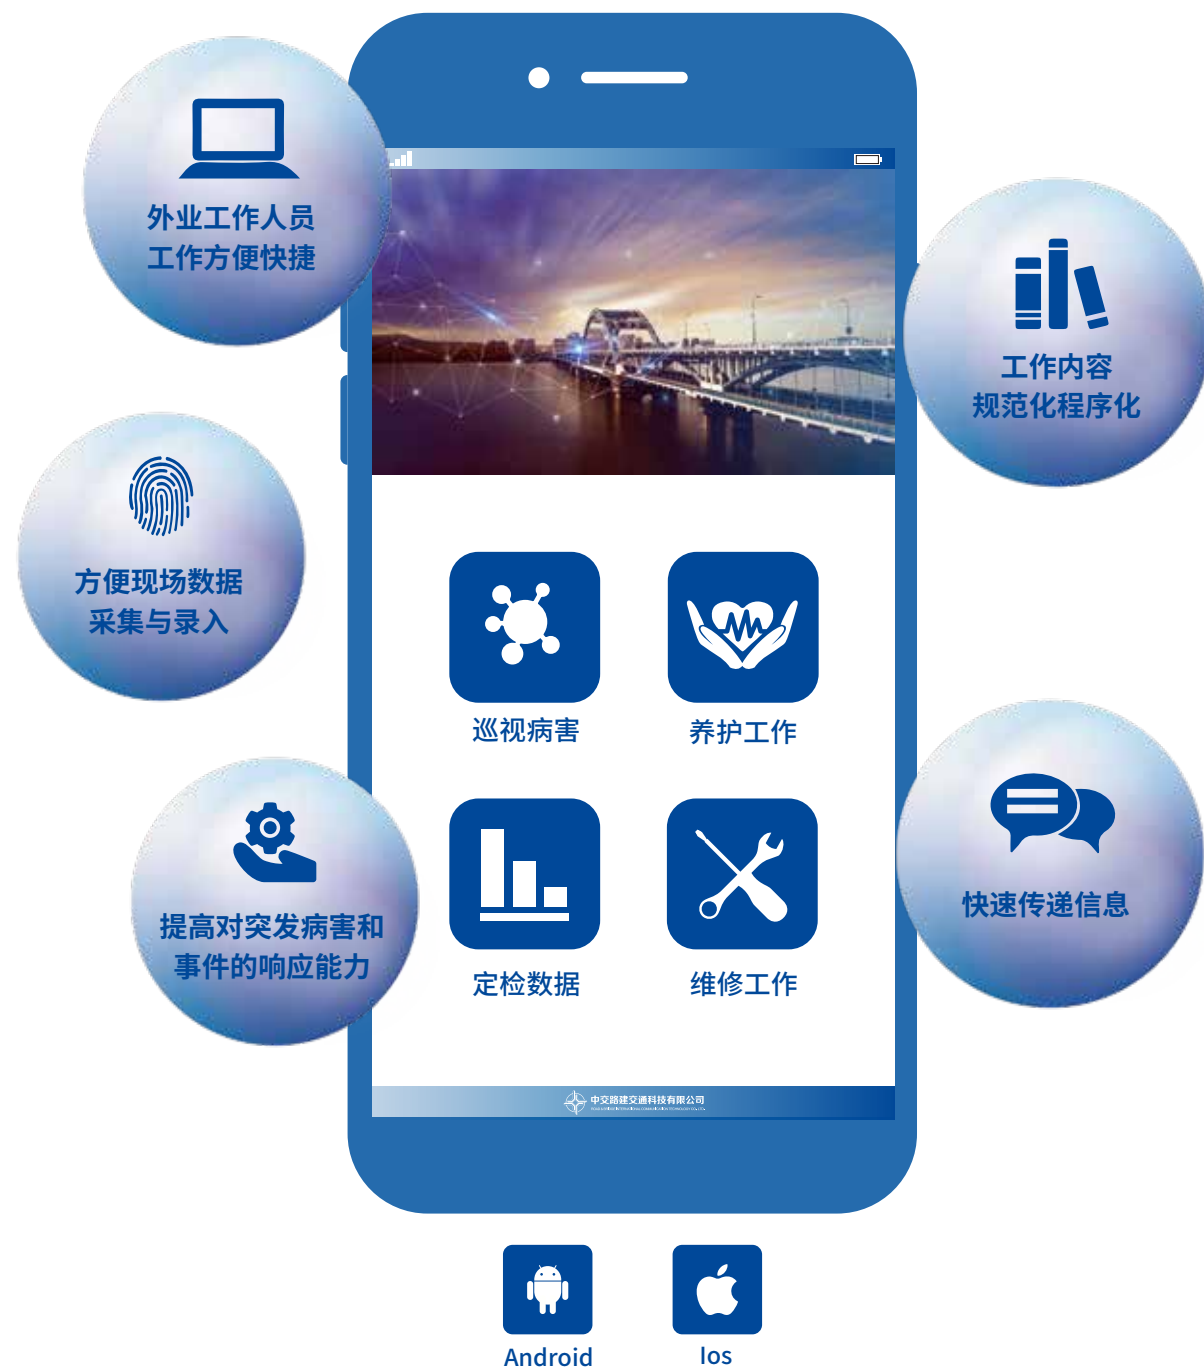 外业工作人员
工作方便快捷
工作内容
规范化程序化
方便现场数据
采集与录入
巡视病害
养护工作
提高对突发病害和
事件的响应能力
快速传递信息
定检数据
维修工作
中交路建交通科技有限公司
Android
Ios